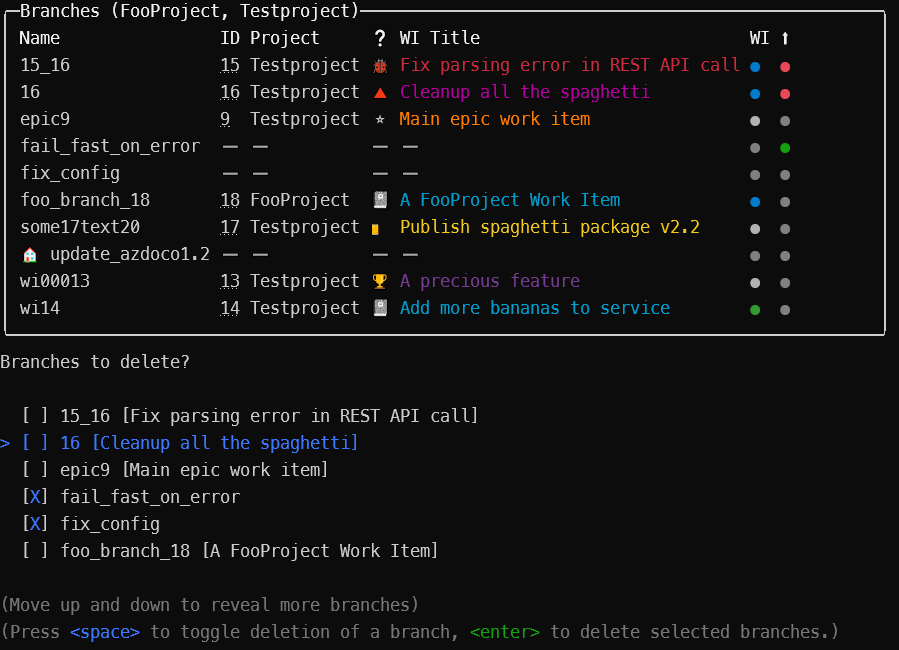 Branches (FooProject, Testproject)
Name ID Project ? WI Title WI ↑
15_16 15 Testproject Fix parsing error in REST API call
16 16 Testproject Cleanup all the spaghetti
epic9 9 Testproject Main epic work item
fail_fast_on_error — — — —
fix_config — — — —
foo_branch_18 18 FooProject A FooProject Work Item
some17text20 17 Testproject Publish spaghetti package v2.2
update_azdoco1.2 — — — —
wi00013 13 Testproject A precious feature
wi14 14 Testproject Add more bananas to service
Branches to delete?
[ ] 15_16 [Fix parsing error in REST API call]
> [ ] 16 [Cleanup all the spaghetti]
[ ] epic9 [Main epic work item]
[X] fail_fast_on_error
[X] fix_config
[ ] foo_branch_18 [A FooProject Work Item]
(Move up and down to reveal more branches)
(Press <space> to toggle deletion of a branch, <enter> to delete selected branches.)